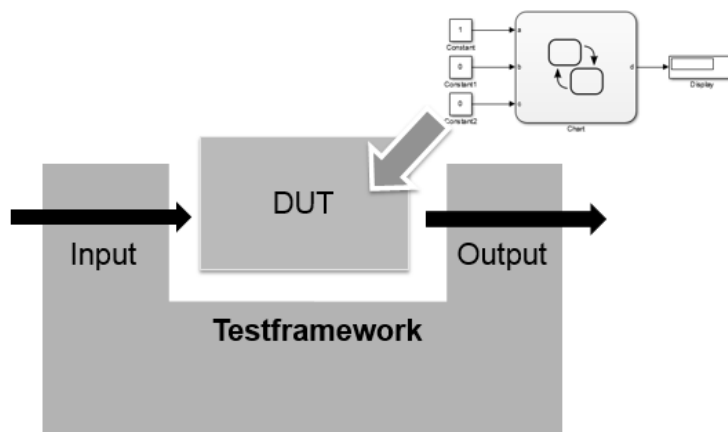 1
a
Constant
0
b
d
Constant1
Display
0
c
Constant2
Chart
DUT
Input
Output
Testframework